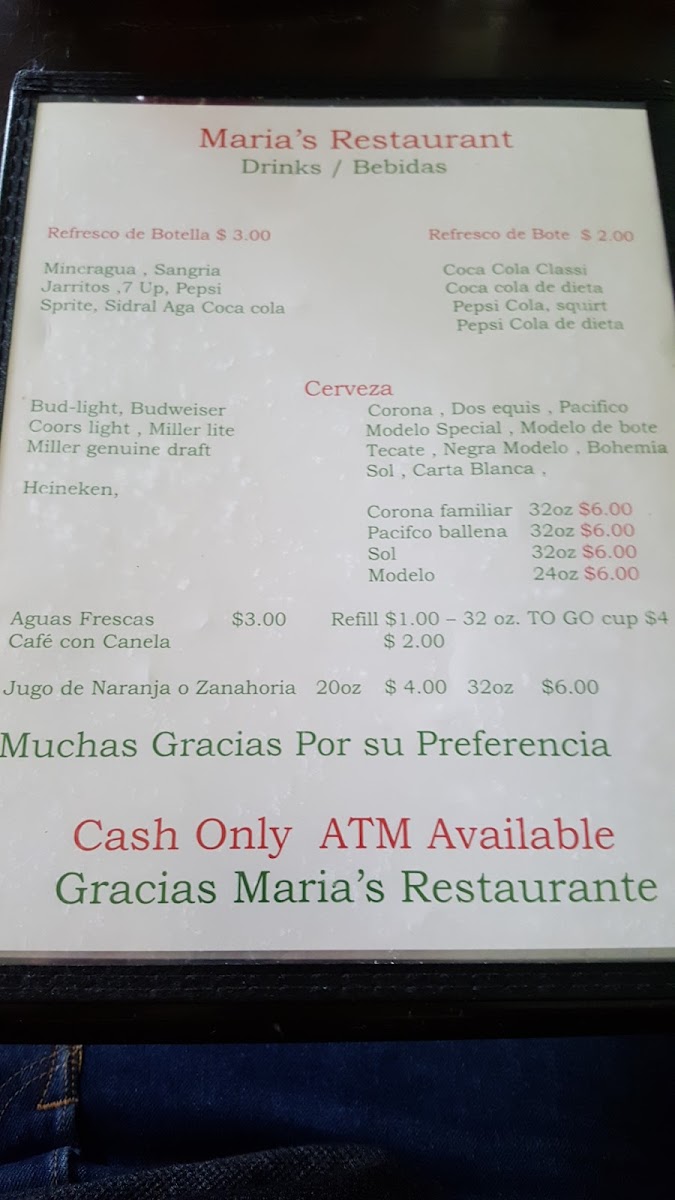 Maria's Restaurant
Drinks / Bebidas
Refresco de Botella $ 3.00
Mincragua , Sangria
Jarritos ,7 Up, Pepsi
Sprite, Sidral Aga Coca cola
Refresco de Bote $ 2.00
Coca Cola Classi
Coca cola de dieta
Pepsi Cola, squirt
Pepsi Cola de dieta
Cerveza
Bud-light, Budweiser
Coors light , Miller lite
Miller genuine draft
Heineken,
Corona , Dos equis , Pacifico
Modelo Special , Modelo de bote
Tecate , Negra Modelo , Bohemia
Sol , Carta Blanca ,
Corona familiar 32oz $6.00
Pacifco ballena 32oz $6.00
Sol 32oz $6.00
Modelo 24oz $6.00
Aguas Frescas $3.00 Refill $1.00 – 32 oz. TO GO cup $4
Café con Canela $ 2.00
Jugo de Naranja o Zanahoria 20oz $ 4.00 32oz $6.00
Muchas Gracias Por su Preferencia
Cash Only ATM Available
Gracias Maria's Restaurante